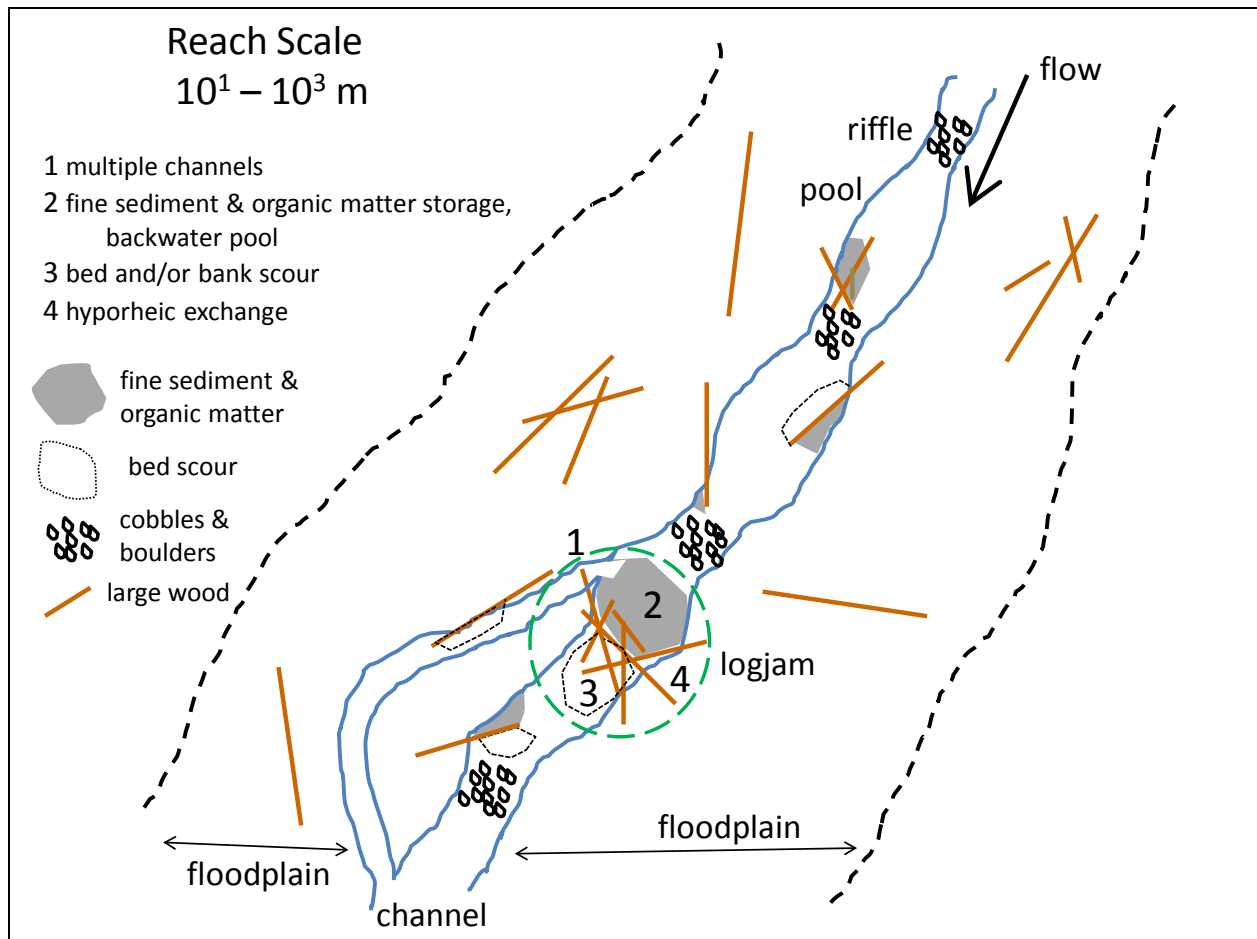 Reach Scale
10¹ – 10³ m
1 multiple channels
2 fine sediment & organic matter storage,
backwater pool
3 bed and/or bank scour
4 hyporheic exchange
fine sediment &
organic matter
bed scour
cobbles &
boulders
large wood
flow
riffle
pool
1
2
3
4
logjam
floodplain
floodplain
channel